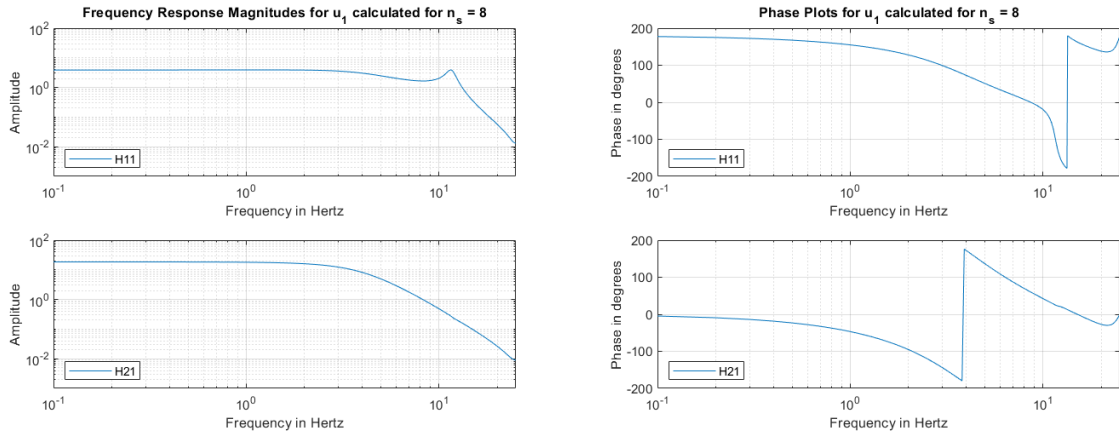 Frequency Response Magnitudes for u1 calculated for ns = 8
Amplitude
10^2
10^0
10^-2
H11
10^-1
10^0
10^1
Frequency in Hertz
Phase Plots for u1 calculated for ns = 8
Phase in degrees
200
100
0
-100
-200
H11
10^-1
10^0
10^1
Frequency in Hertz
Amplitude
10^2
10^0
10^-2
H21
10^-1
10^0
10^1
Frequency in Hertz
Phase in degrees
200
100
0
-100
-200
H21
10^-1
10^0
10^1
Frequency in Hertz